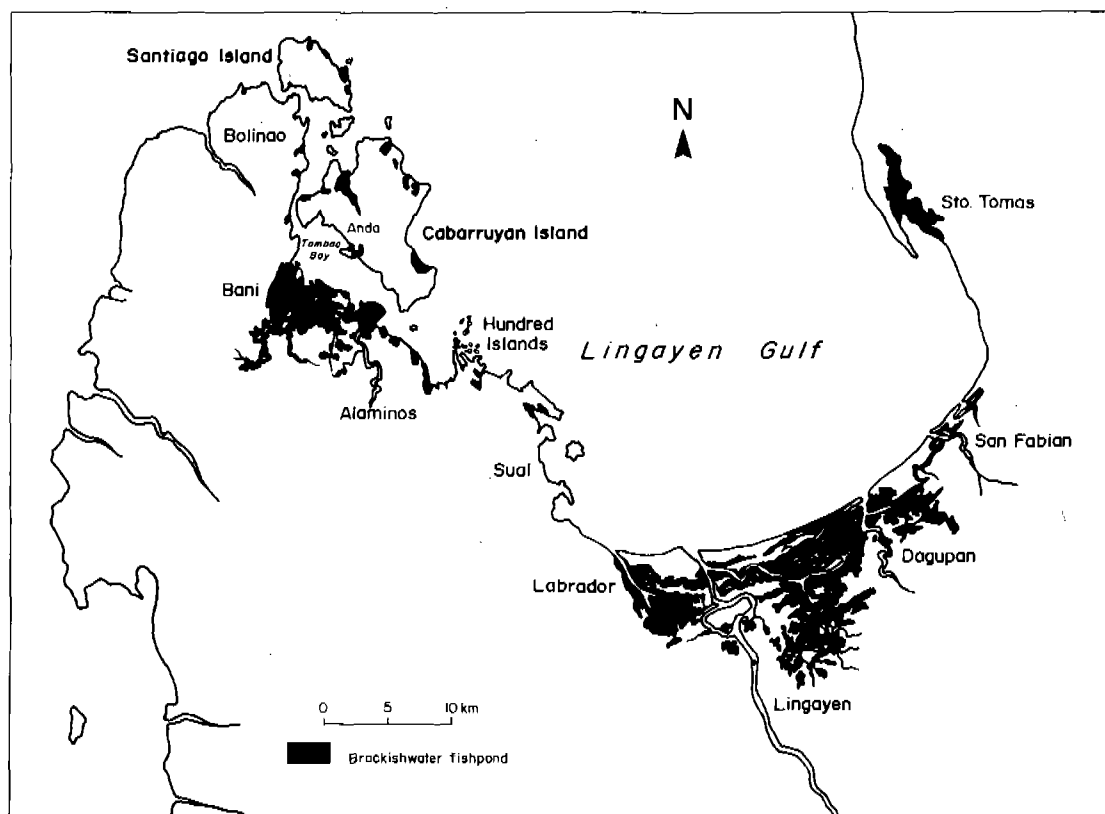 Santiago Island
Bolinao
N
Sto. Tomas
Anda
Cabarruyan Island
Tambac
Bay
Bani
Hundred
Islands
Lingayen Gulf
Alaminos
San Fabian
Sual
Dagupan
Labrador
Lingayen
0 5 10 km
Brackishwater fishpond